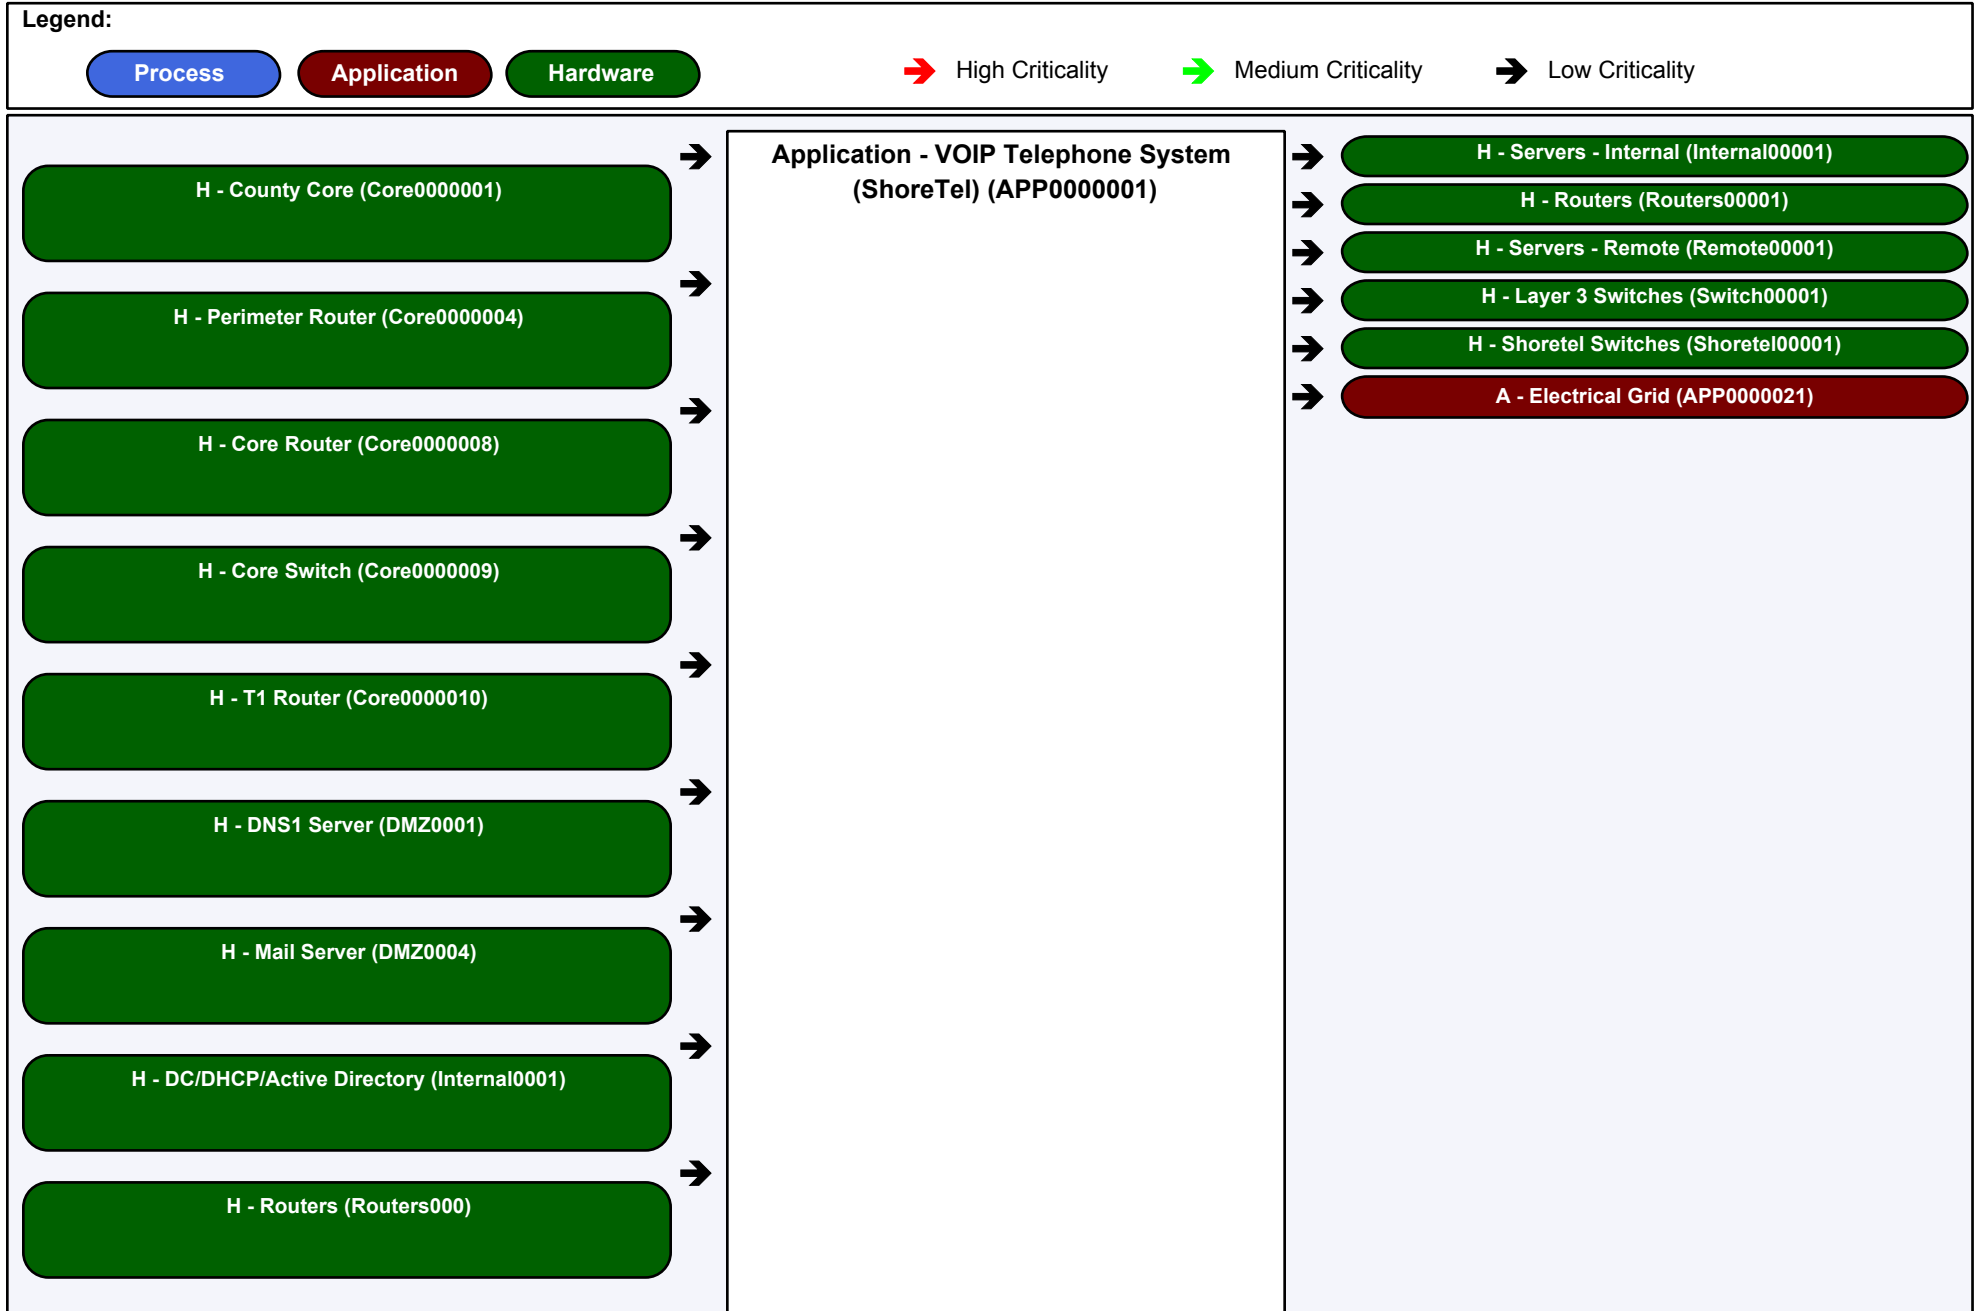 Legend:
Process
Application
Hardware
High Criticality
Medium Criticality
Low Criticality
H - County Core (Core0000001)
H - Perimeter Router (Core0000004)
H - Core Router (Core0000008)
H - Core Switch (Core0000009)
H - T1 Router (Core0000010)
H - DNS1 Server (DMZ0001)
H - Mail Server (DMZ0004)
H - DC/DHCP/Active Directory (Internal0001)
H - Routers (Routers000)
Application - VOIP Telephone System
(ShoreTel) (APP0000001)
H - Servers - Internal (Internal00001)
H - Routers (Routers00001)
H - Servers - Remote (Remote00001)
H - Layer 3 Switches (Switch00001)
H - Shoretel Switches (Shoretel00001)
A - Electrical Grid (APP0000021)